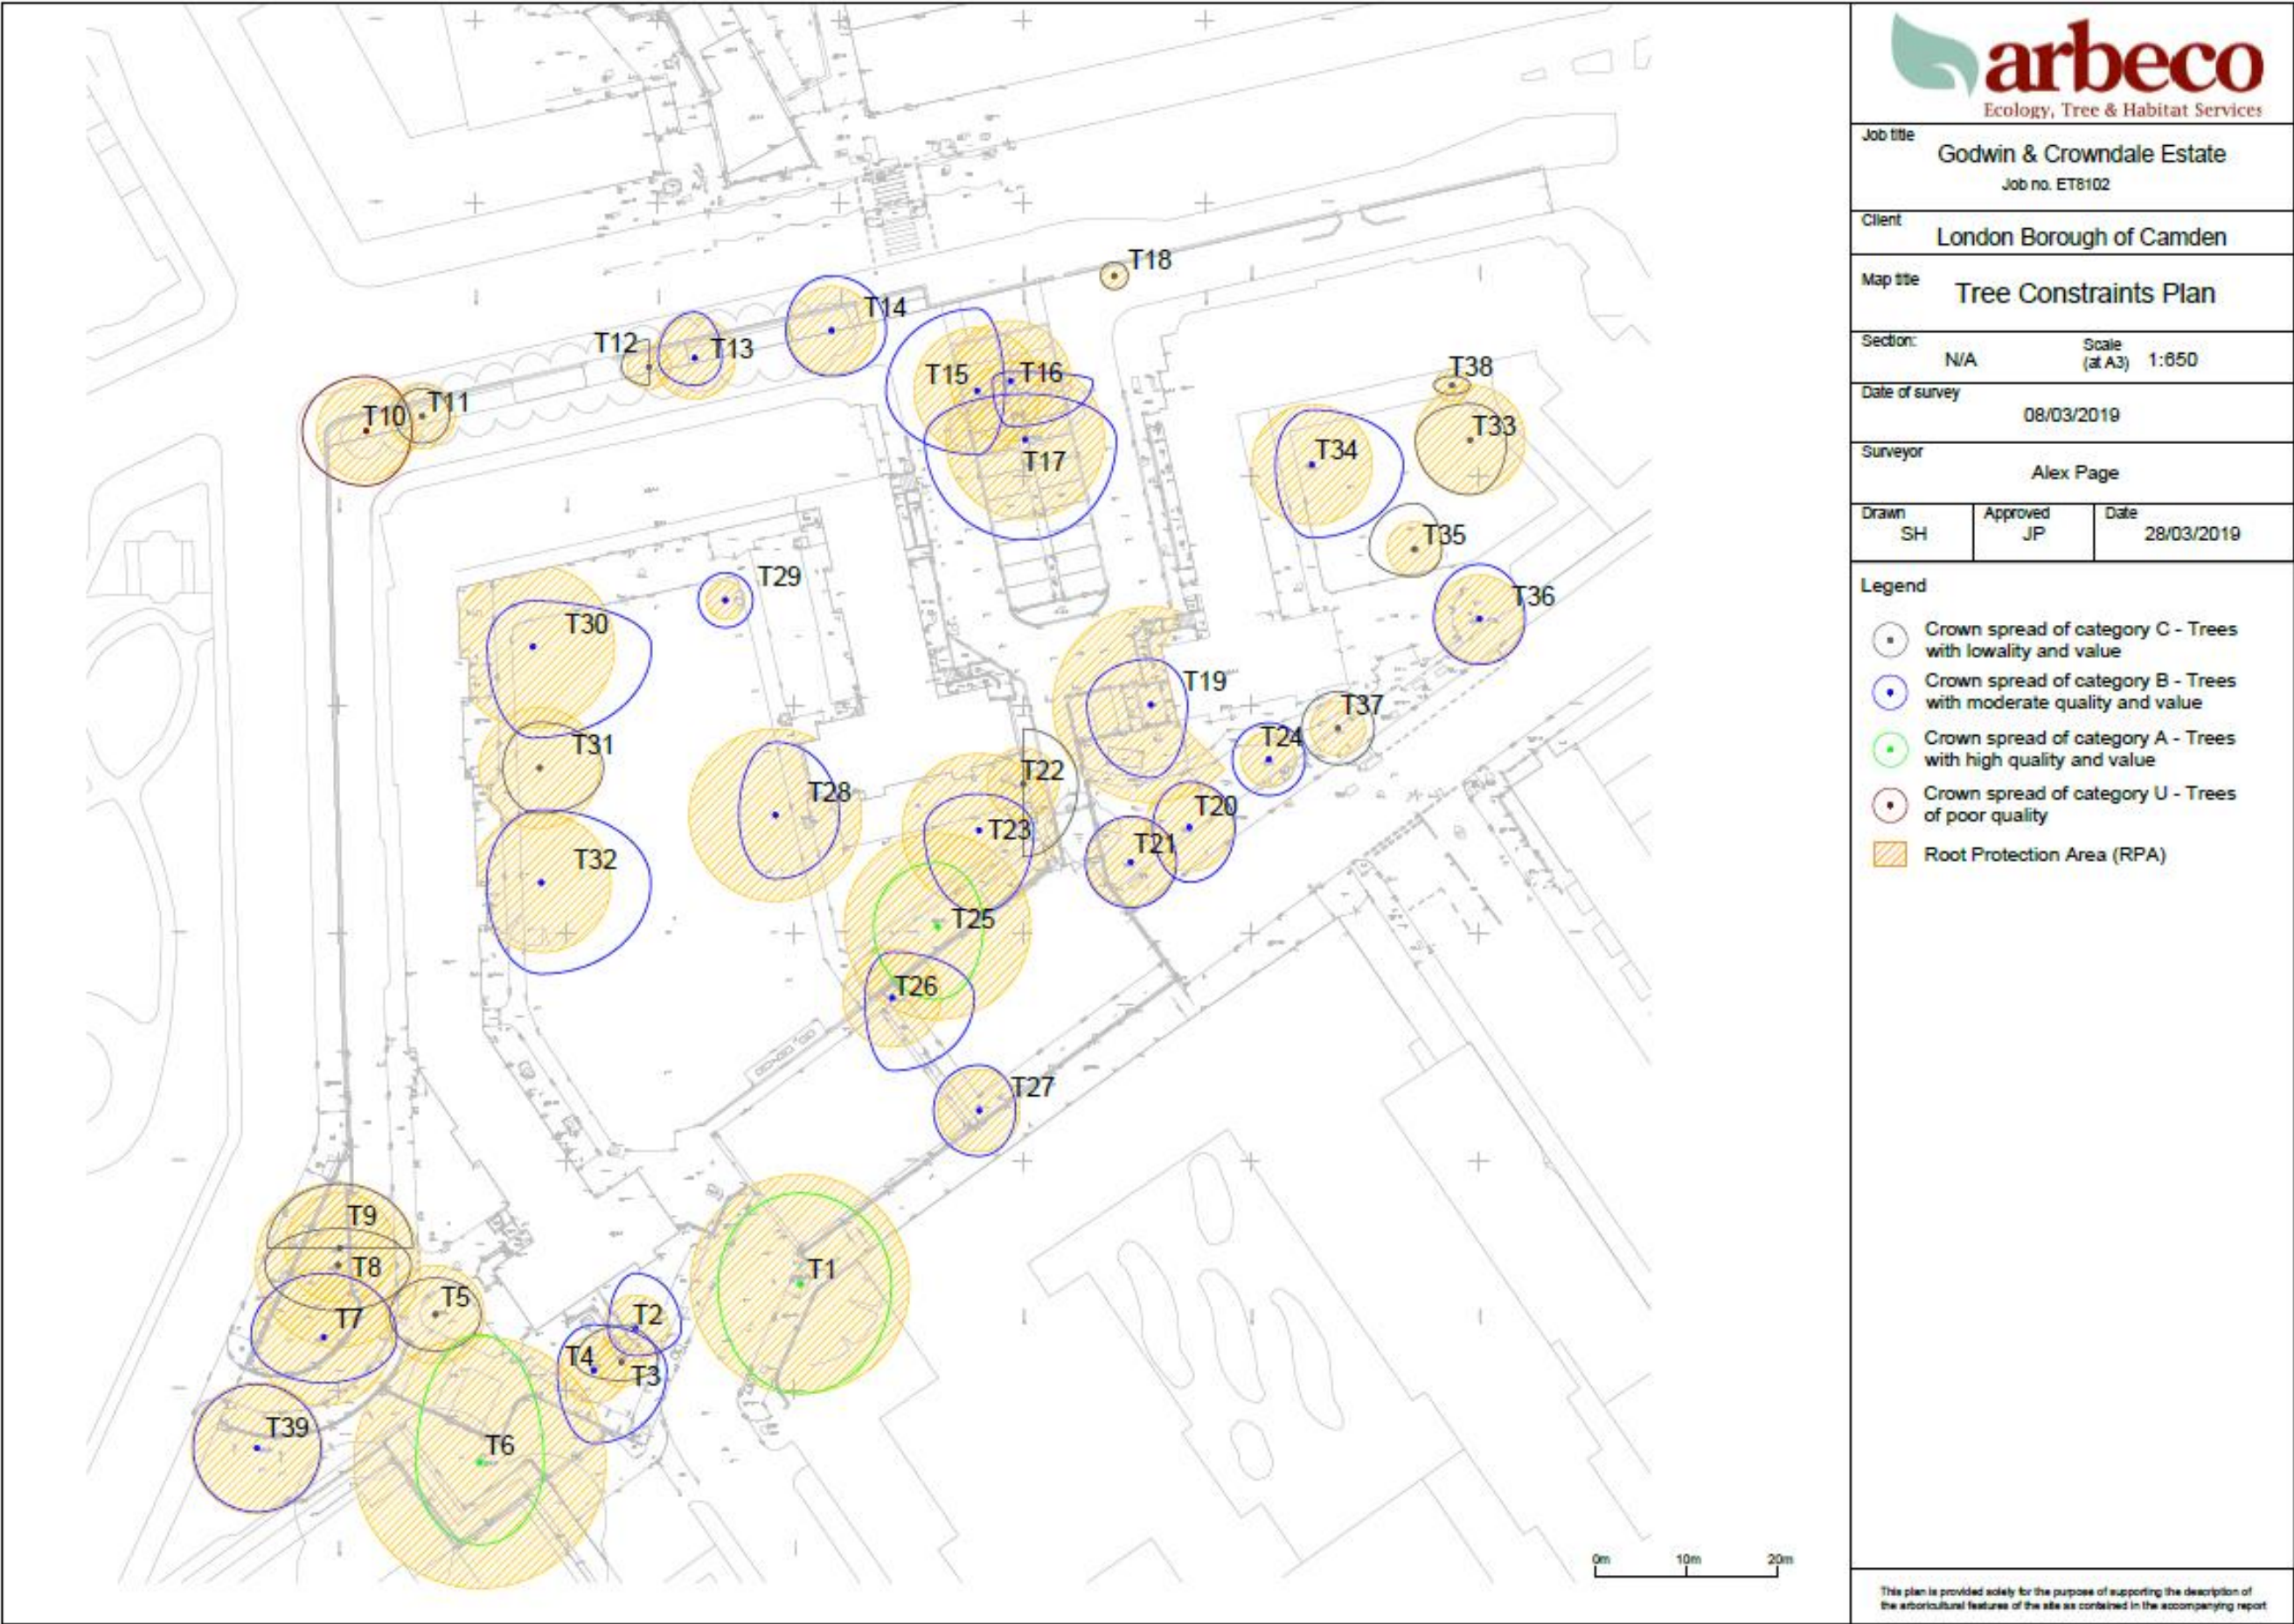 arbeco
Ecology, Tree & Habitat Services
Job title
Godwin & Crowndale Estate
Job no. ET8102
Client
London Borough of Camden
Map title
Tree Constraints Plan
Section:
N/A
Scale
(at A3)
1:650
Date of survey
08/03/2019
Surveyor
Alex Page
Drawn
SH
Approved
JP
Date
28/03/2019
Legend
Crown spread of category C - Trees
with lowality and value
Crown spread of category B - Trees
with moderate quality and value
Crown spread of category A - Trees
with high quality and value
Crown spread of category U - Trees
of poor quality
Root Protection Area (RPA)
T18
T14
T12
T13
T38
T15
T16
T10
T11
T33
T34
T17
T35
T29
T36
T30
T19
T37
T31
T24
T22
T28
T20
T23
T21
T32
T25
T26
T27
T9
T8
T1
T5
T2
T7
T4
T3
T39
T6
0m
10m
20m
This plan is provided solely for the purpose of supporting the description of
the arboricultural features of the site as contained in the accompanying report